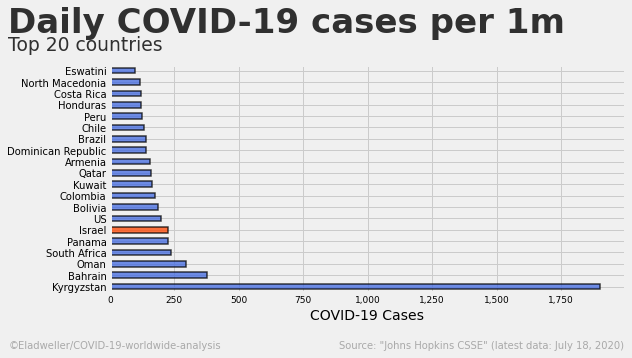 Daily COVID-19 cases per 1m
Top 20 countries
Eswatini
North Macedonia
Costa Rica
Honduras
Peru
Chile
Brazil
Dominican Republic
Armenia
Qatar
Kuwait
Colombia
Bolivia
US
Israel
Panama
South Africa
Oman
Bahrain
Kyrgyzstan
0 250 500 750 1,000 1,250 1,500 1,750
COVID-19 Cases
©Eladweller/COVID-19-worldwide-analysis Source: "Johns Hopkins CSSE" (latest data: July 18, 2020)